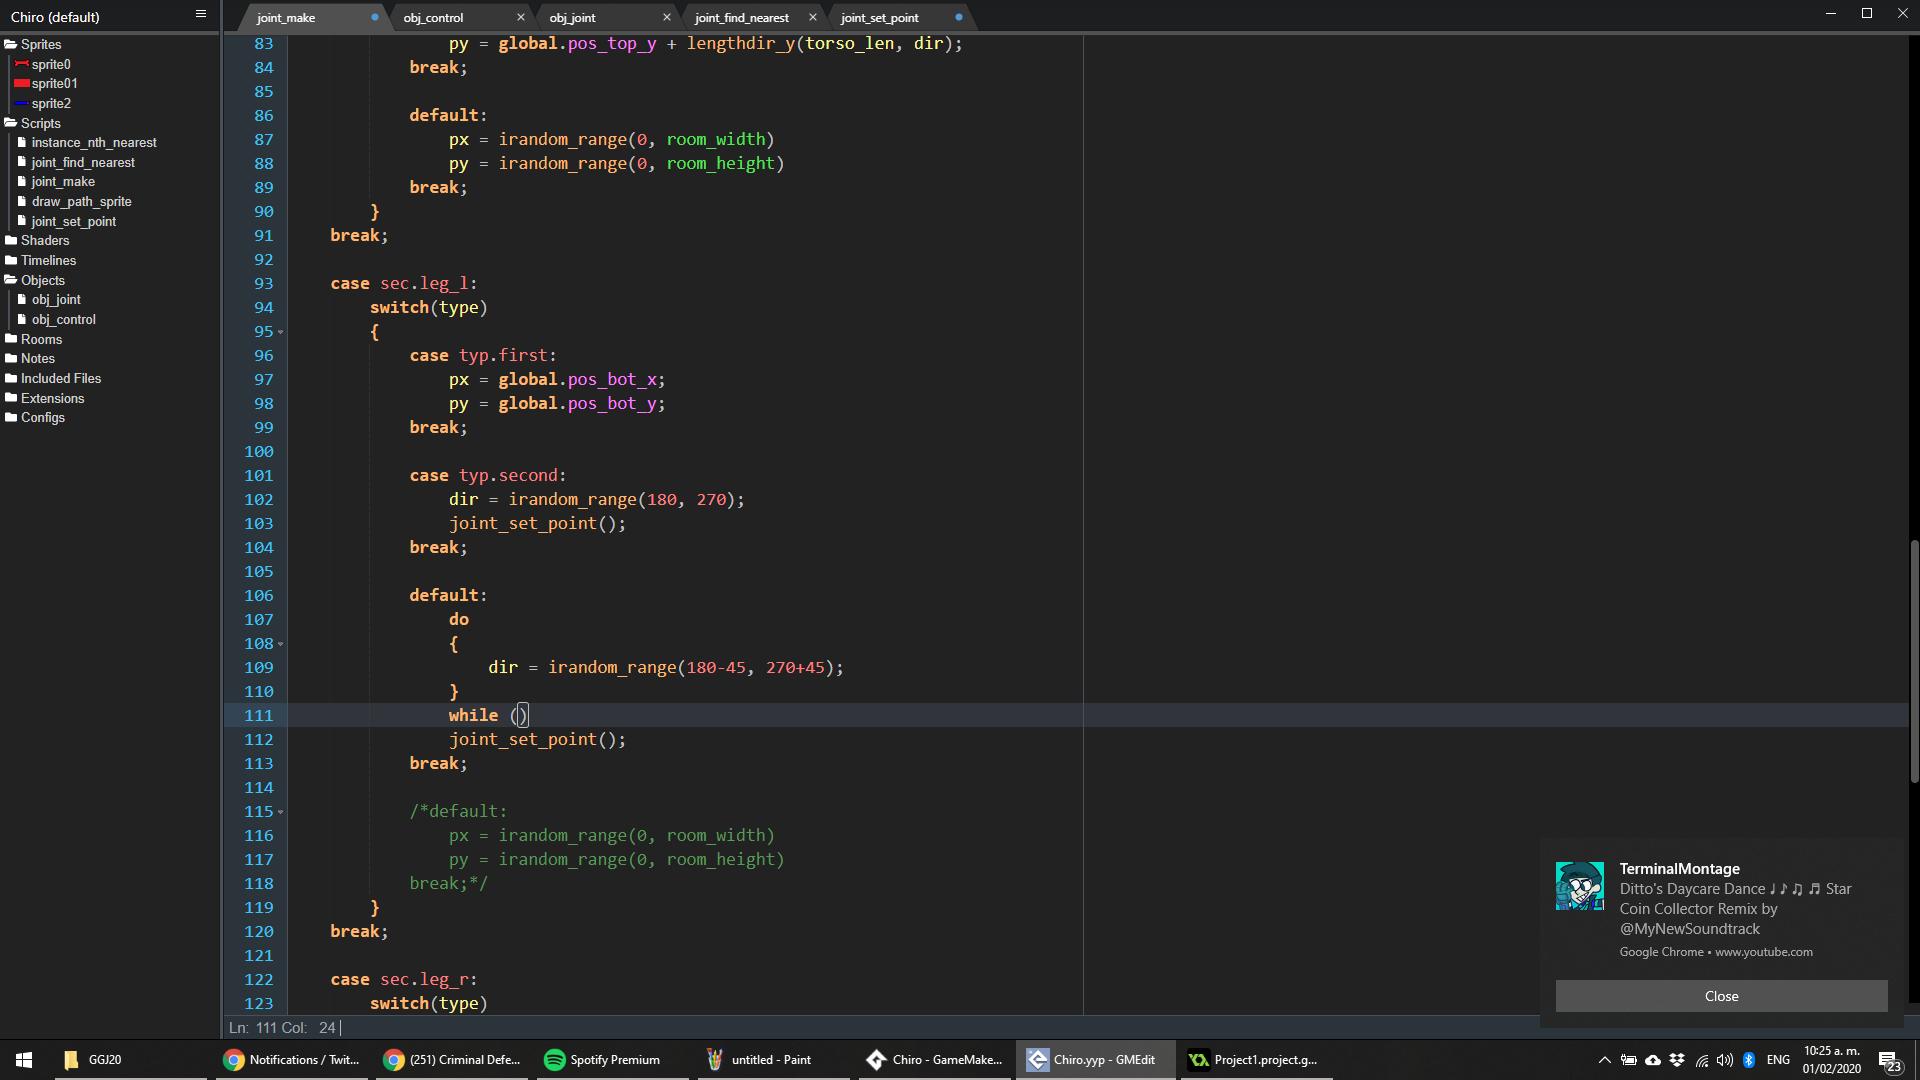 Chiro (default)
Sprites
sprite0
sprite01
sprite2
Scripts
instance_nth_nearest
joint_find_nearest
joint_make
draw_path_sprite
joint_set_point
Shaders
Timelines
Objects
obj_joint
obj_control
Rooms
Notes
Included Files
Extensions
Configs
joint_make
obj_control
obj_joint
joint_find_nearest
joint_set_point
83 py = global.pos_top_y + lengthdir_y(torso_len, dir);
84 break;
85
86 default:
87 px = irandom_range(0, room_width)
88 py = irandom_range(0, room_height)
89 break;
90 }
91 break;
92
93 case sec.leg_l:
94 switch(type)
95 {
96 case typ.first:
97 px = global.pos_bot_x;
98 py = global.pos_bot_y;
99 break;
100
101 case typ.second:
102 dir = irandom_range(180, 270);
103 joint_set_point();
104 break;
105
106 default:
107 do
108 {
109 dir = irandom_range(180-45, 270+45);
110 }
111 while ()
112 joint_set_point();
113 break;
114
115 /*default:
116 px = irandom_range(0, room_width)
117 py = irandom_range(0, room_height)
118 break;*/
119 }
120 break;
121
122 case sec.leg_r:
123 switch(type)
Ln: 111 Col: 24
TerminalMontage
Ditto's Daycare Dance ♩ ♪ ♫ ♬ Star
Coin Collector Remix by
@MyNewSoundtrack
Google Chrome • www.youtube.com
Close
GGJ20
Notifications / Twit...
(251) Criminal Defe...
Spotify Premium
untitled - Paint
Chiro - GameMake...
Chiro.yyp - GMEdit
Project1.project.g...
ENG
10:25 a. m.
01/02/2020
23